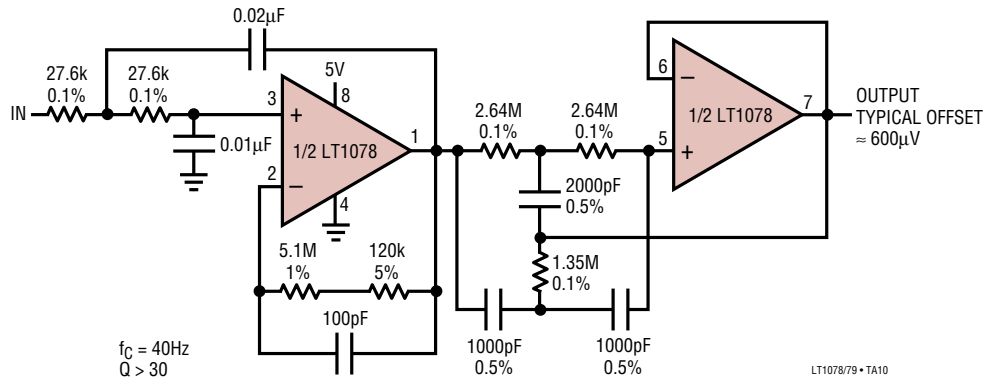 0.02µF
27.6k
0.1%
27.6k
0.1%
IN
0.01µF
3
+
2
–
5V
8
1/2 LT1078
1
4
5.1M
1%
120k
5%
100pF
fC = 40Hz
Q > 30
2.64M
0.1%
2.64M
0.1%
2000pF
0.5%
1.35M
0.1%
1000pF
0.5%
1000pF
0.5%
6
–
5
+
1/2 LT1078
7
OUTPUT
TYPICAL OFFSET
≈ 600µV
LT1078/79 • TA10